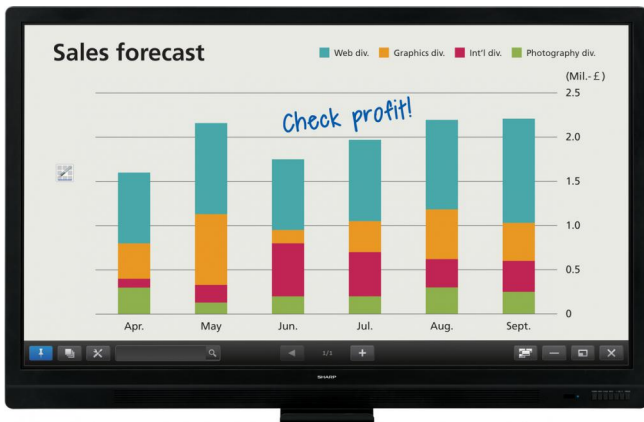 Sales forecast
Web div. Graphics div. Int'l div. Photography div.
(Mil.-£)
2.5
Check profit!
2.0
1.5
1.0
0.5
0
Apr. May Jun. Jul. Aug. Sept.
1/1
SHARP